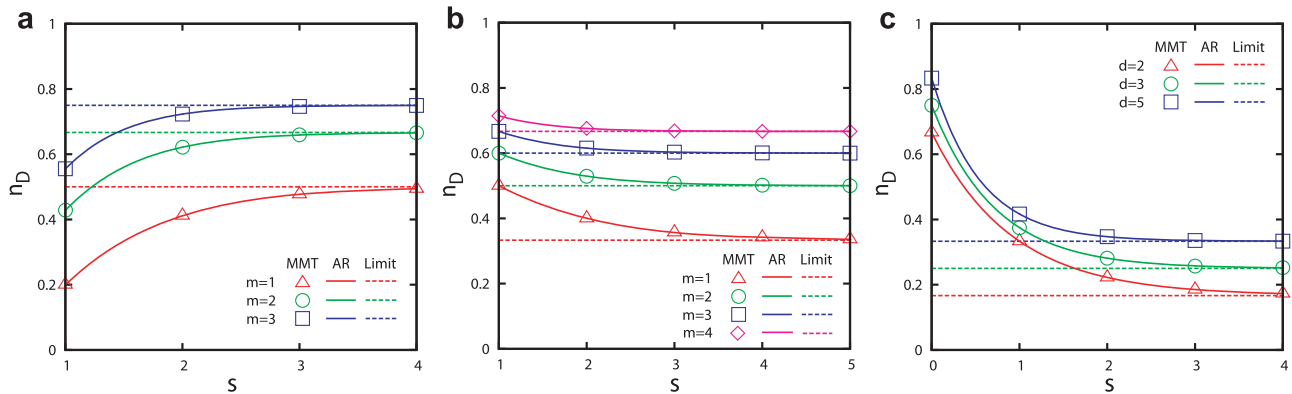 a
n_D
1
0.8
0.6
0.4
0.2
0
1 2 3 4
s
MMT AR Limit
m=1
m=2
m=3
b
n_D
1
0.8
0.6
0.4
0.2
0
1 2 3 4 5
s
MMT AR Limit
m=1
m=2
m=3
m=4
c
n_D
1
0.8
0.6
0.4
0.2
0
0 1 2 3 4
s
MMT AR Limit
d=2
d=3
d=5